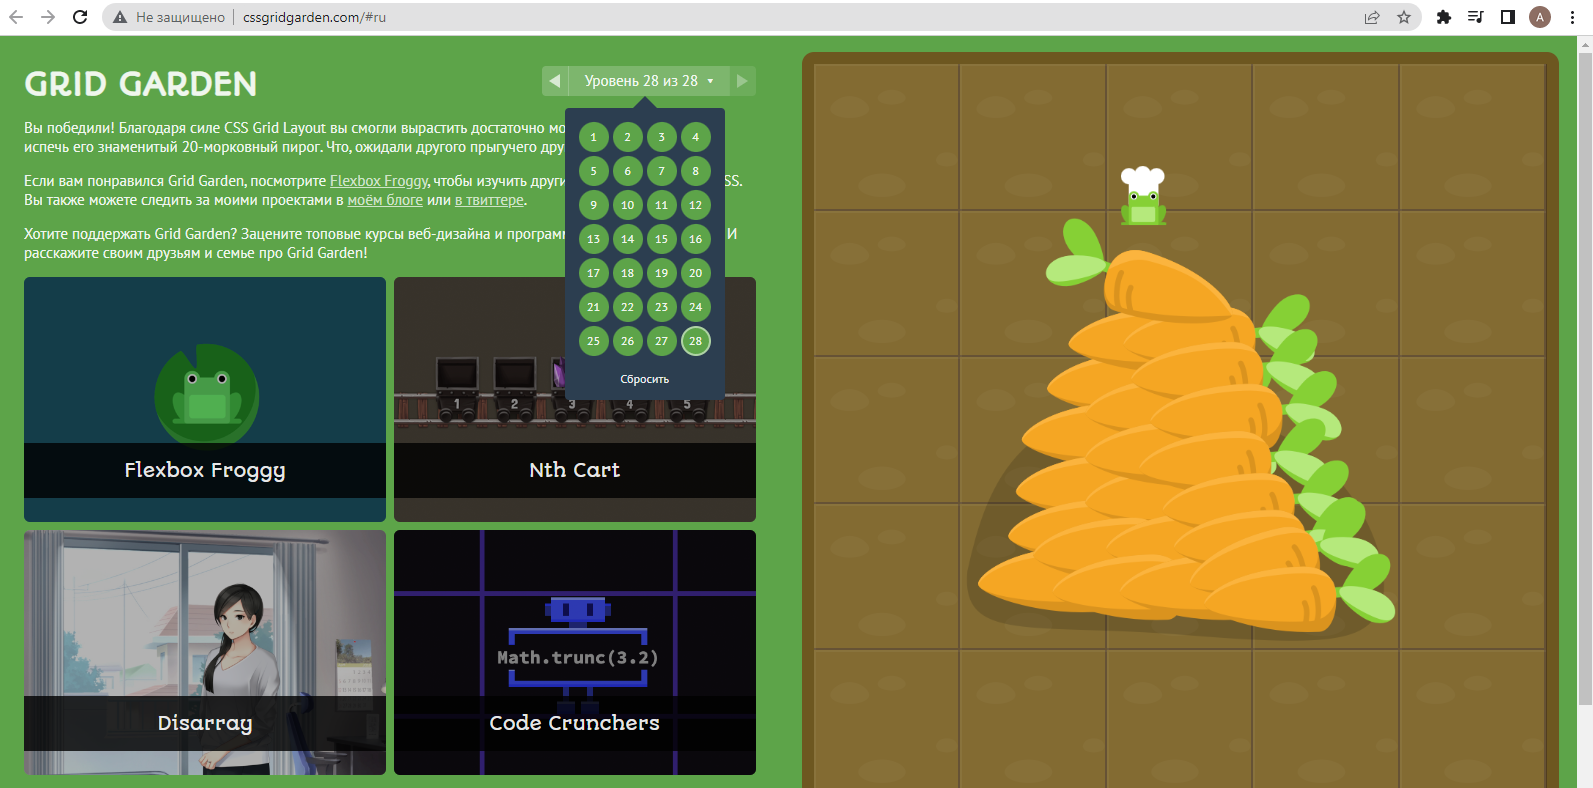 Не защищено
cssgridgarden.com/#ru
A
GRID GARDEN
Уровень 28 из 28
Вы победили! Благодаря силе CSS Grid Layout вы смогли вырастить достаточно
испечь его знаменитый 20-морковный пирог. Что, ожидали другого прыгучего
Если вам понравился Grid Garden, посмотрите Flexbox Froggy, чтобы изучить SS.
Вы также можете следить за моими проектами в моём блоге или в твиттере.
Хотите поддержать Grid Garden? Зацените топовые курсы веб-дизайна и И
расскажите своим друзьям и семье про Grid Garden!
1 2 3 4
5 6 7 8
9 10 11 12
13 14 15 16
17 18 19 20
21 22 23 24
25 26 27 28
Сбросить
1 2 3 4 5
Flexbox Froggy
Nth Cart
Math.trunc(3.2)
Disarray
Code Crunchers